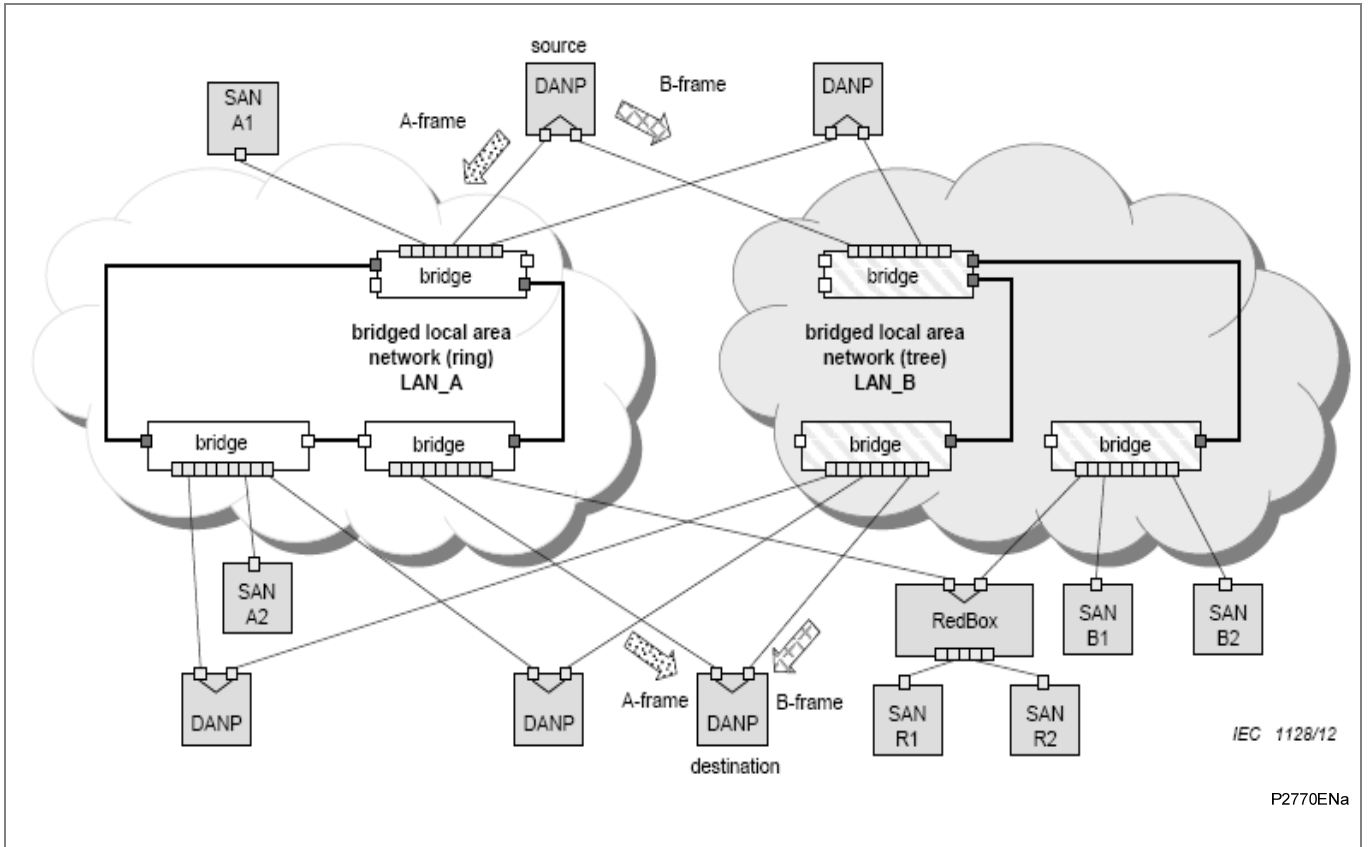 source
SAN
A1
DANP
DANP
A-frame
B-frame
bridge
bridge
bridged local area
network (ring)
LAN_A
bridged local area
network (tree)
LAN_B
bridge
bridge
bridge
bridge
SAN
A2
RedBox
SAN
B1
SAN
B2
DANP
DANP
A-frame
DANP
B-frame
SAN
R1
SAN
R2
destination
IEC 1128/12
P2770ENa